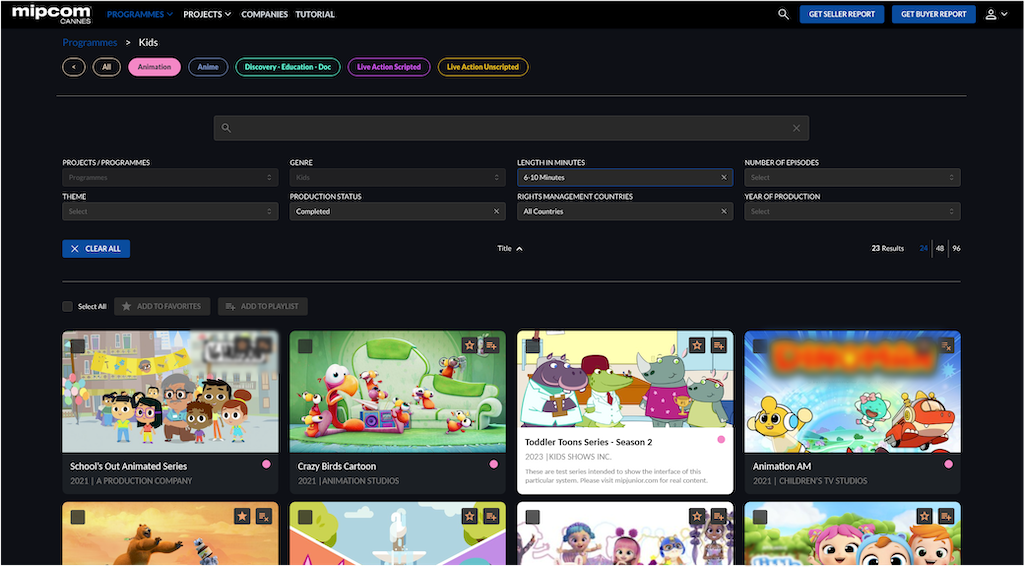 mipcom
CANNES
PROGRAMMES PROJECTS COMPANIES TUTORIAL GET SELLER REPORT GET BUYER REPORT
Programmes > Kids
< All Animation Anime Discovery - Education - Doc Live Action Scripted Live Action Unscripted
PROJECTS / PROGRAMMES GENRE LENGTH IN MINUTES NUMBER OF EPISODES
Programmes Kids 6-10 Minutes Select
THEME PRODUCTION STATUS RIGHTS MANAGEMENT COUNTRIES YEAR OF PRODUCTION
Select Completed All Countries Select
CLEAR ALL Title 23 Results 24 48 96
Select All ADD TO FAVORITES ADD TO PLAYLIST
School's Out Animated Series
2021 | A PRODUCTION COMPANY
Crazy Birds Cartoon
2021 | ANIMATION STUDIOS
Toddler Toons Series - Season 2
2023 | KIDS SHOWS INC.
These are test series intended to show the interface of this
particular system. Please visit mipjunior.com for real content.
Animation AM
2021 | CHILDREN'S TV STUDIOS